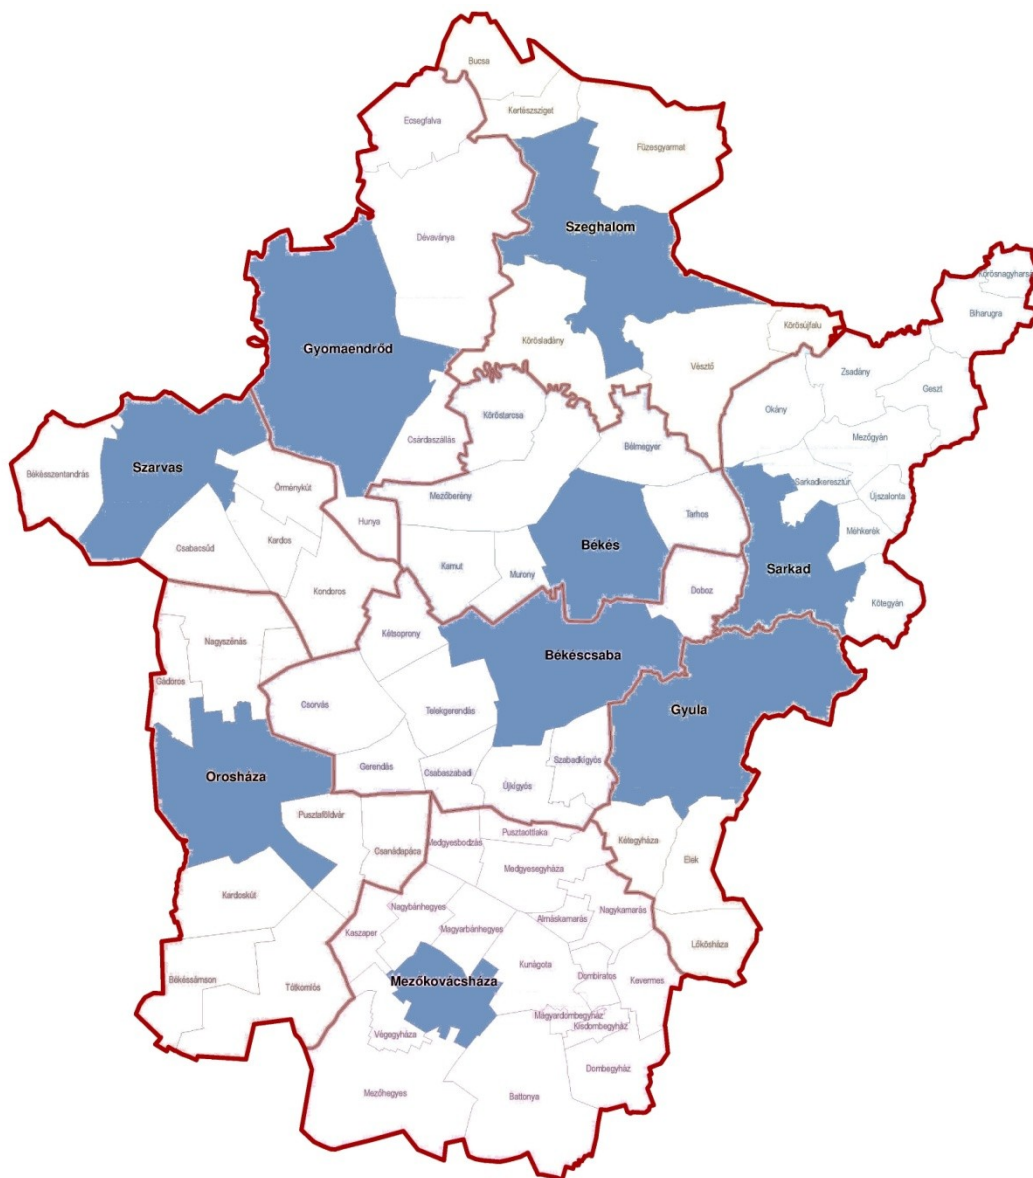 Bucsa
Kertészsziget
Ecsegfalva
Füzesgyarmat
Szeghalom
Dévaványa
Körösnagyharsány
Biharugra
Körösújfalu
Körösladány
Gyomaendrőd
Vésztő
Zsadány
Geszt
Okány
Köröstarcsa
Csárdaszállás
Bélmegyer
Mezőgyán
Békésszentandrás
Szarvas
Örménykút
Sarkadkeresztúr
Újszalonta
Mezőberény
Tarhos
Hunya
Méhkerék
Kardos
Csabacsűd
Békés
Sarkad
Kamut
Murony
Kondoros
Doboz
Kötegyán
Kétsoprony
Nagyszénás
Békéscsaba
Gádoros
Csorvás
Telekgerendás
Gyula
Orosháza
Gerendás
Csabaszabadi
Szabadkígyós
Újkígyós
Pusztaföldvár
Pusztaottlaka
Medgyesbodzás
Kétegyháza
Csanádapáca
Elek
Medgyesegyháza
Kardoskút
Nagybánhegyes
Nagykamarás
Almáskamarás
Kaszaper
Magyarbánhegyes
Lőkösháza
Kunágota
Békéssámson
Mezőkovácsháza
Dombiratos
Kevermes
Tótkomlós
Magyardombegyház
Kisdombegyház
Végegyháza
Dombegyház
Mezőhegyes
Battonya